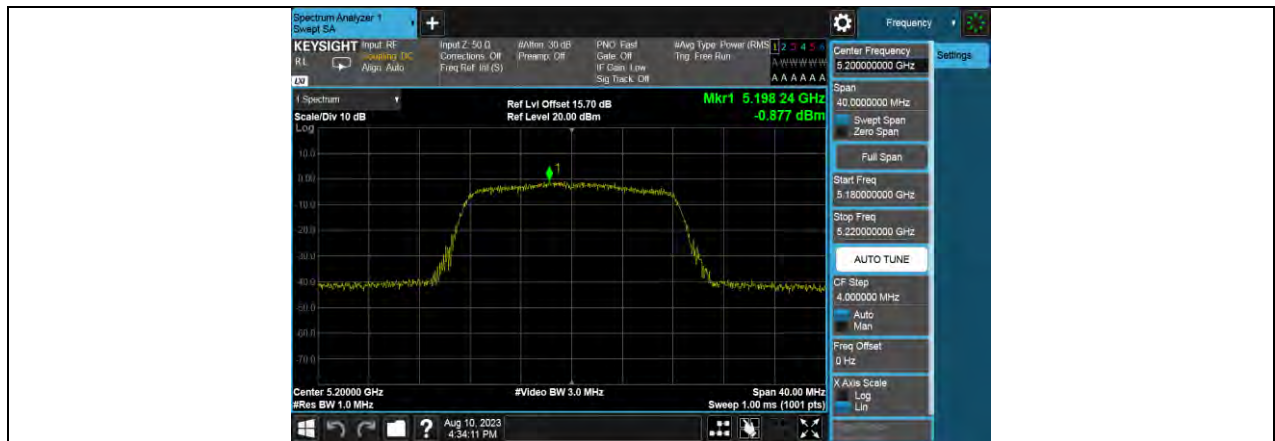 Spectrum Analyzer 1
Swept SA
+
Frequency
KEYSIGHT
RL
LXI
Input: RF
Coupling: DC
Align: Auto
Input Z: 50 Ω
Corrections: Off
Freq Ref: Int (S)
#Atten: 30 dB
Preamp: Off
PNO: Fast
Gate: Off
IF Gain: Low
Sig Track: Off
#Avg Type: Power (RMS
Trig: Free Run
1 2 3 4 5 6
A W W W W W
A A A A A A
1 Spectrum
Scale/Div 10 dB
Log
Ref Lvl Offset 15.70 dB
Ref Level 20.00 dBm
Mkr1 5.198 24 GHz
-0.877 dBm
1
10.0
0.00
-10.0
-20.0
-30.0
-40.0
-50.0
-60.0
-70.0
Center 5.20000 GHz
#Res BW 1.0 MHz
#Video BW 3.0 MHz
Span 40.00 MHz
Sweep 1.00 ms (1001 pts)
Center Frequency
5.200000000 GHz
Settings
Span
40.0000000 MHz
Swept Span
Zero Span
Full Span
Start Freq
5.180000000 GHz
Stop Freq
5.220000000 GHz
AUTO TUNE
CF Step
4.000000 MHz
Auto
Man
Freq Offset
0 Hz
X Axis Scale
Log
Lin
?
Aug 10, 2023
4:34:11 PM